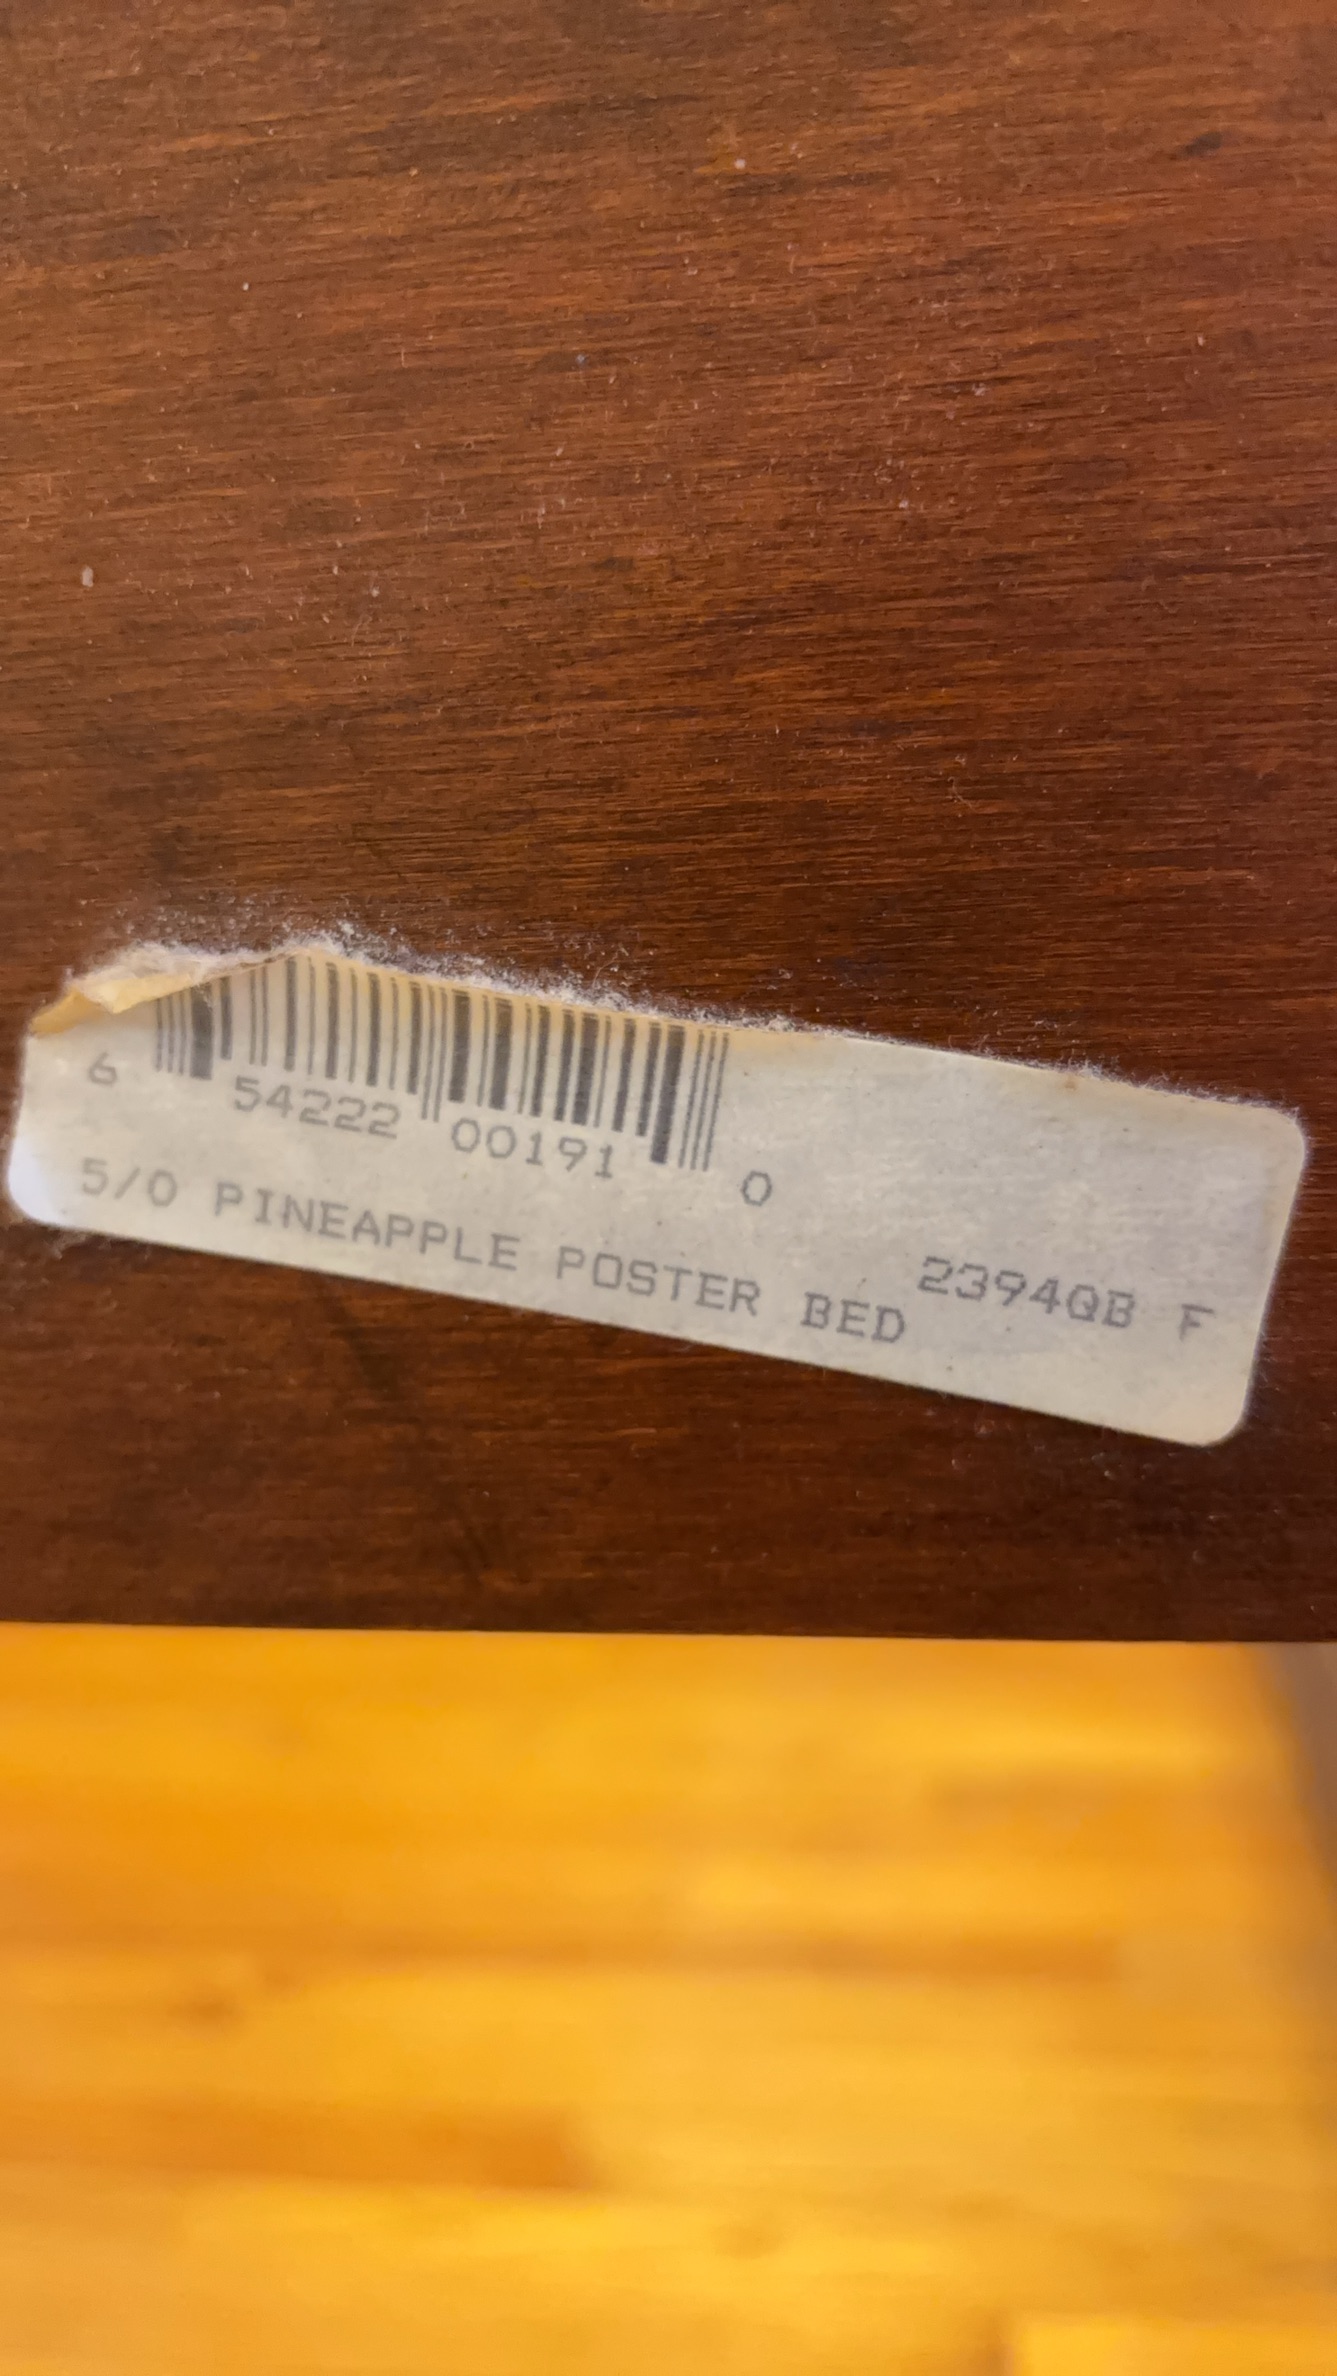 6 54222 00191 0
2394QB F
5/0 PINEAPPLE POSTER BED